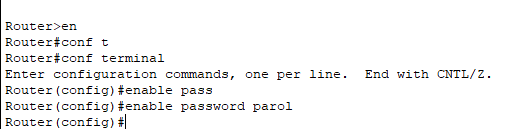 Router>en
Router#conf t
Router#conf terminal
Enter configuration commands, one per line.  End with CNTL/Z.
Router(config)#enable pass
Router(config)#enable password parol
Router(config)#